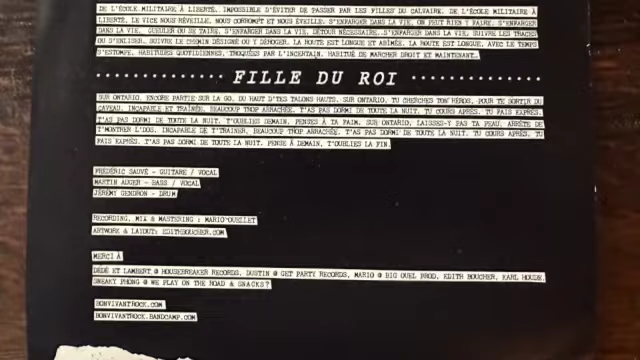 DE L'ÉCOLE MILITAIRE À LIBERTÉ. IMPOSSIBLE D'ÉVITER DE PASSER PAR LES FILLES DU CALVAIRE. DE L'ÉCOLE MILITAIRE À
LIBERTÉ. LE VICE NOUS RÉVEILLE. NOUS CORROMPT ET NOUS ÉVEILLE. S'ENFARGER DANS LA VIE. ON PEUT RIEN Y FAIRE. S'ENFARGER
DANS LA VIE. GUEULER OU SE TAIRE. S'ENFARGER DANS LA VIE. DÉTOUR NÉCESSAIRE. S'ENFARGER DANS LA VIE. SUIVRE LES TRACES
OU S'ENLISER. SUIVRE LE CHEMIN DÉSIGNÉ OU Y DÉROGER. LA ROUTE EST LONGUE ET ABÎMÉE. LA ROUTE EST LONGUE. AVEC LE TEMPS
S'ESTOMPE. HABITUDES QUOTIDIENNES. TROQUÉES PAR L'INCERTAIN. HABITUÉ DE MARCHER DROIT ET MAINTENANT…
FILLE DU ROI
SUR ONTARIO. ENCORE PARTIE SUR LA GO. DU HAUT D'TES TALONS HAUTS. SUR ONTARIO. TU CHERCHES TON HÉROS. POUR TE SORTIR DU
CAVEAU. INCAPABLE ET TRAÎNÉE. BEAUCOUP TROP ARRACHÉE. T'AS PAS DORMI DE TOUTE LA NUIT. TU COURS APRÈS. TU FAIS EXPRÈS.
T'AS PAS DORMI DE TOUTE LA NUIT. T'OUBLIES DEMAIN, PENSES À TA FAIM. SUR ONTARIO. LAISSES-Y PAS TA PEAU. ARRÊTE DE
T'MONTRER L'DOS. INCAPABLE DE T'TRAINER. BEAUCOUP TROP ARRACHÉE. T'AS PAS DORMI DE TOUTE LA NUIT. TU COURS APRÈS. TU
FAIS EXPRÈS. T'AS PAS DORMI DE TOUTE LA NUIT. PENSE À DEMAIN, T'OUBLIES LA FIN.
FRÉDÉRIC SAUVÉ - GUITARE / VOCAL
MARTIN AUGER - BASS / VOCAL
JÉRÉMY GENDRON - DRUM
RECORDING, MIX & MASTERING : MARIO OUELLET
ARTWORK & LAYOUT: EDITHBOUCHER.COM
MERCI À
DÉDÉ ET LAMBERT @ HOUSEBREAKER RECORDS, DUSTIN @ GET PARTY RECORDS, MARIO @ BIG OUEL PROD, EDITH BOUCHER, KARL HOUDE,
SNEAKY PHONG @ WE PLAY ON THE ROAD & SNACKS?
BONVIVANTROCK.COM
BONVIVANTROCK.BANDCAMP.COM